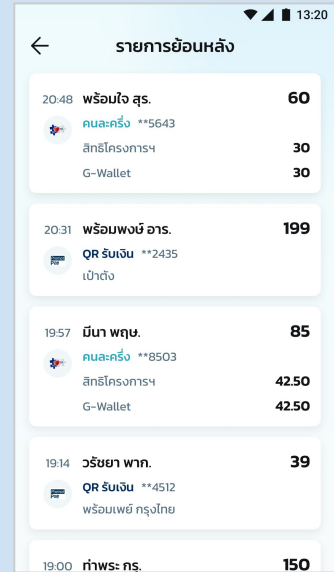 13:20
รายการย้อนหลัง
20:48 พร้อมใจ สุร. 60
คนละครึ่ง **5643
สิทธิโครงการฯ 30
G-Wallet 30
20:31 พร้อมพงษ์ อาร. 199
QR รับเงิน **2435
เป๋าตัง
19:57 มีนา พฤษ. 85
คนละครึ่ง **8503
สิทธิโครงการฯ 42.50
G-Wallet 42.50
19:14 วรัชยา พาก. 39
QR รับเงิน **4512
พร้อมเพย์ กรุงไทย
19:00 ท่าพระ กรุ. 150